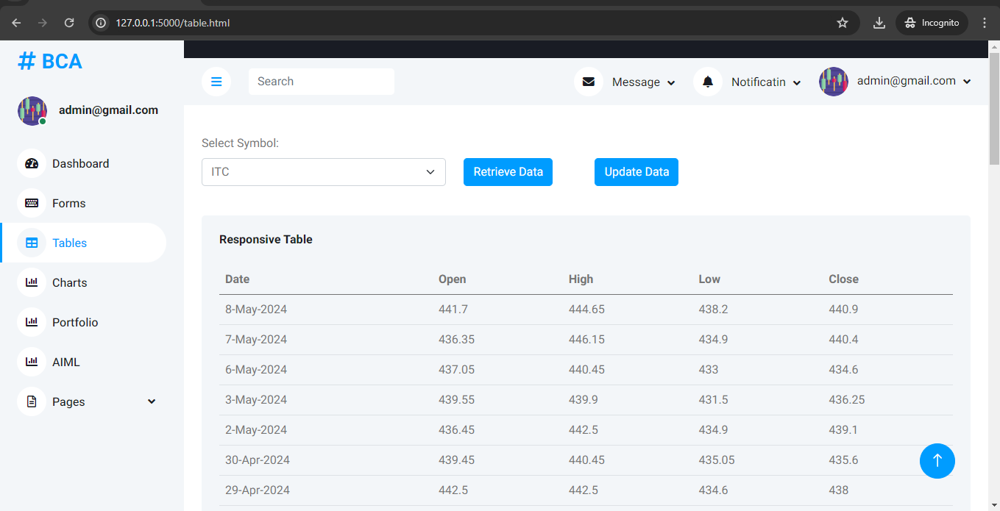 127.0.0.1:5000/table.html
Incognito
# BCA
admin@gmail.com
Dashboard
Forms
Tables
Charts
Portfolio
AIML
Pages
Search
Message
Notificatin
admin@gmail.com
Select Symbol:
ITC
Retrieve Data
Update Data
Responsive Table
Date Open High Low Close
8-May-2024 441.7 444.65 438.2 440.9
7-May-2024 436.35 446.15 434.9 440.4
6-May-2024 437.05 440.45 433 434.6
3-May-2024 439.55 439.9 431.5 436.25
2-May-2024 436.45 442.5 434.9 439.1
30-Apr-2024 439.45 440.45 435.05 435.6
29-Apr-2024 442.5 442.5 434.6 438